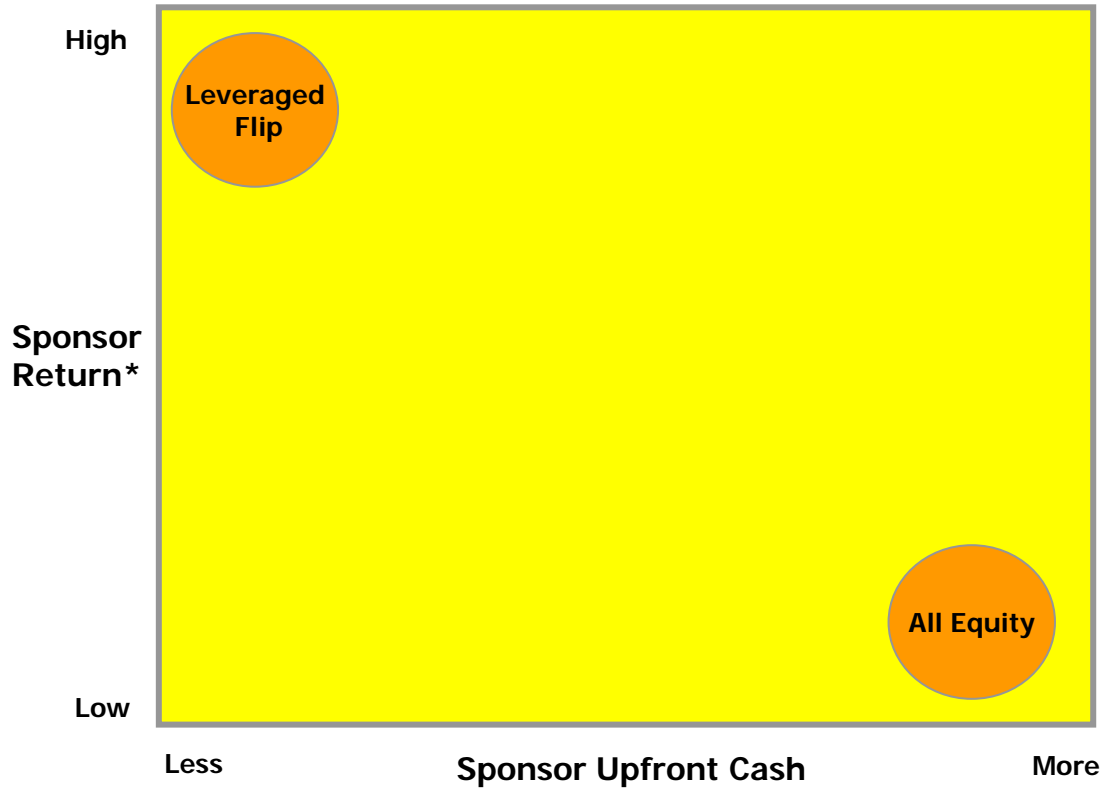 High
Leveraged
Flip
Sponsor
Return*
All Equity
Low
Less
Sponsor Upfront Cash
More